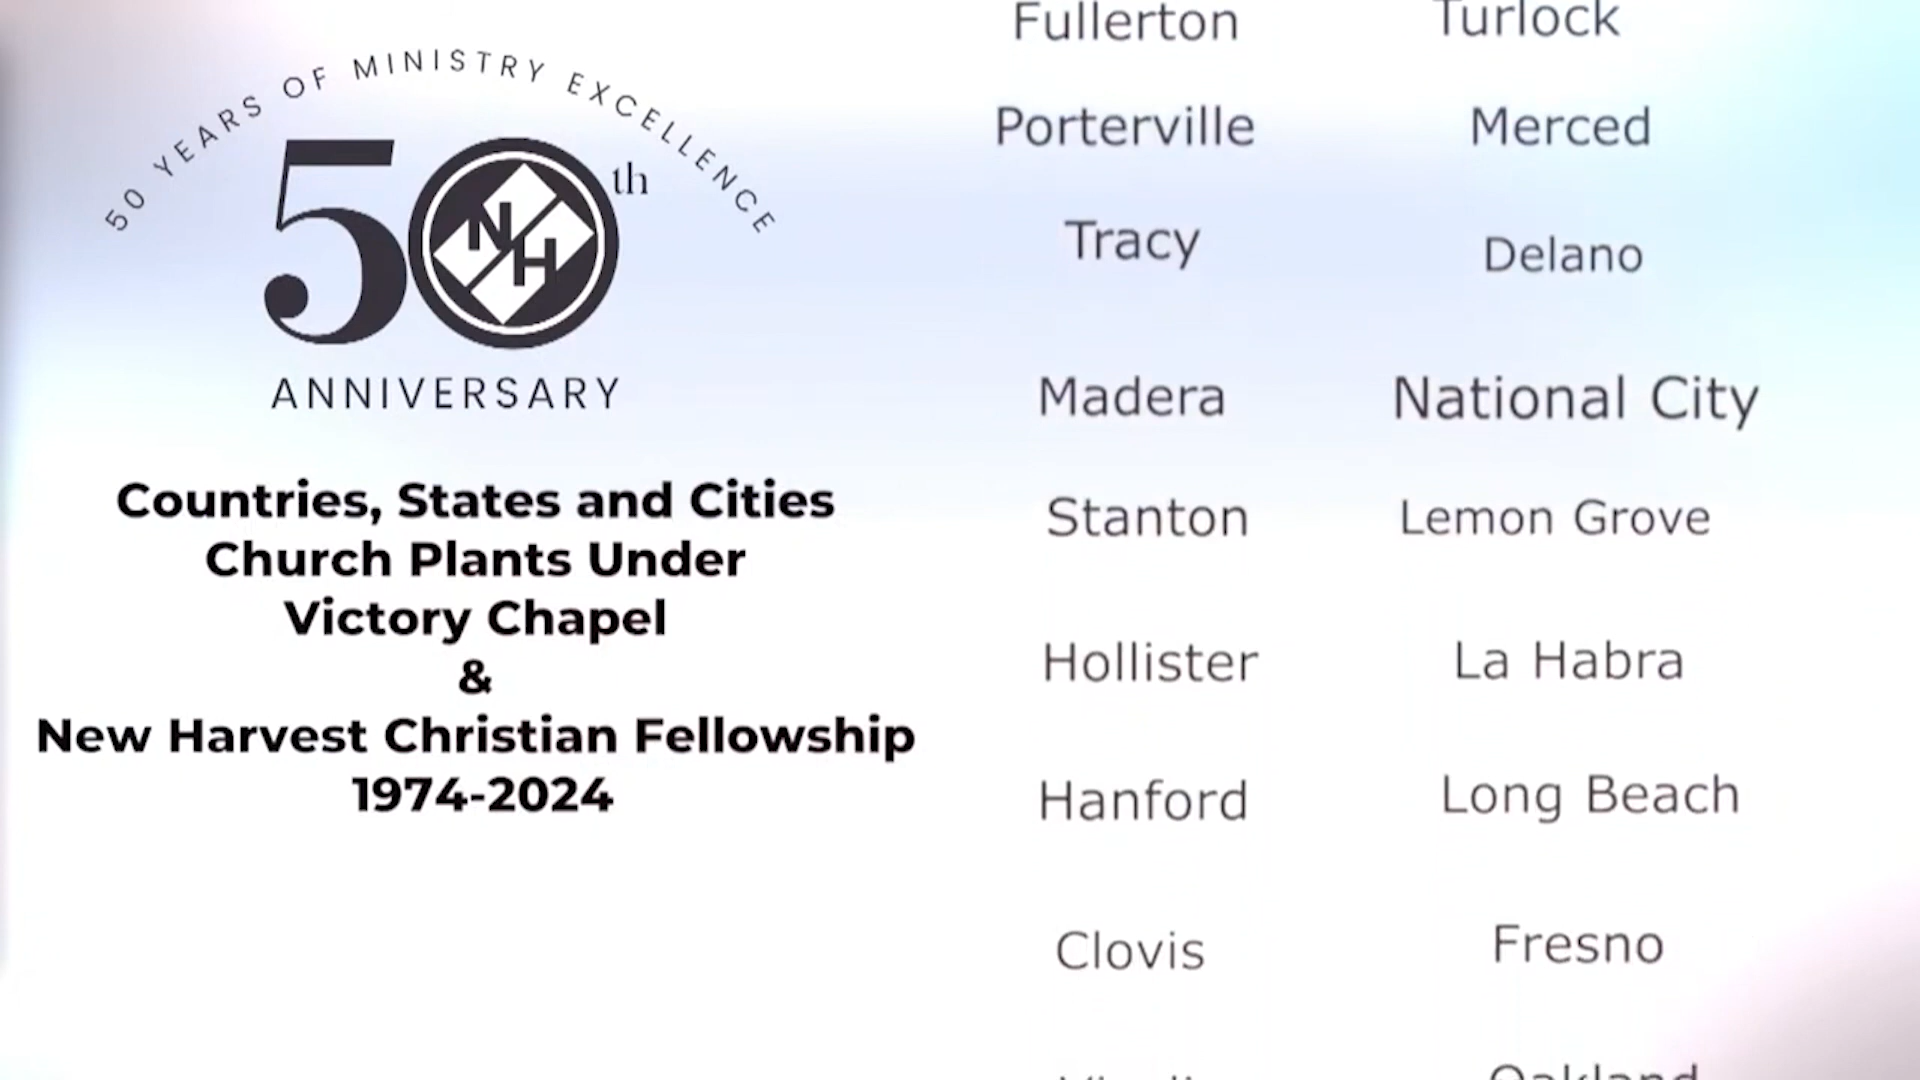 50 YEARS OF MINISTRY EXCELLENCE
50th
NH
ANNIVERSARY
Countries, States and Cities
Church Plants Under
Victory Chapel
&
New Harvest Christian Fellowship
1974-2024
Fullerton
Turlock
Porterville
Merced
Tracy
Delano
Madera
National City
Stanton
Lemon Grove
Hollister
La Habra
Hanford
Long Beach
Clovis
Fresno
Oakland